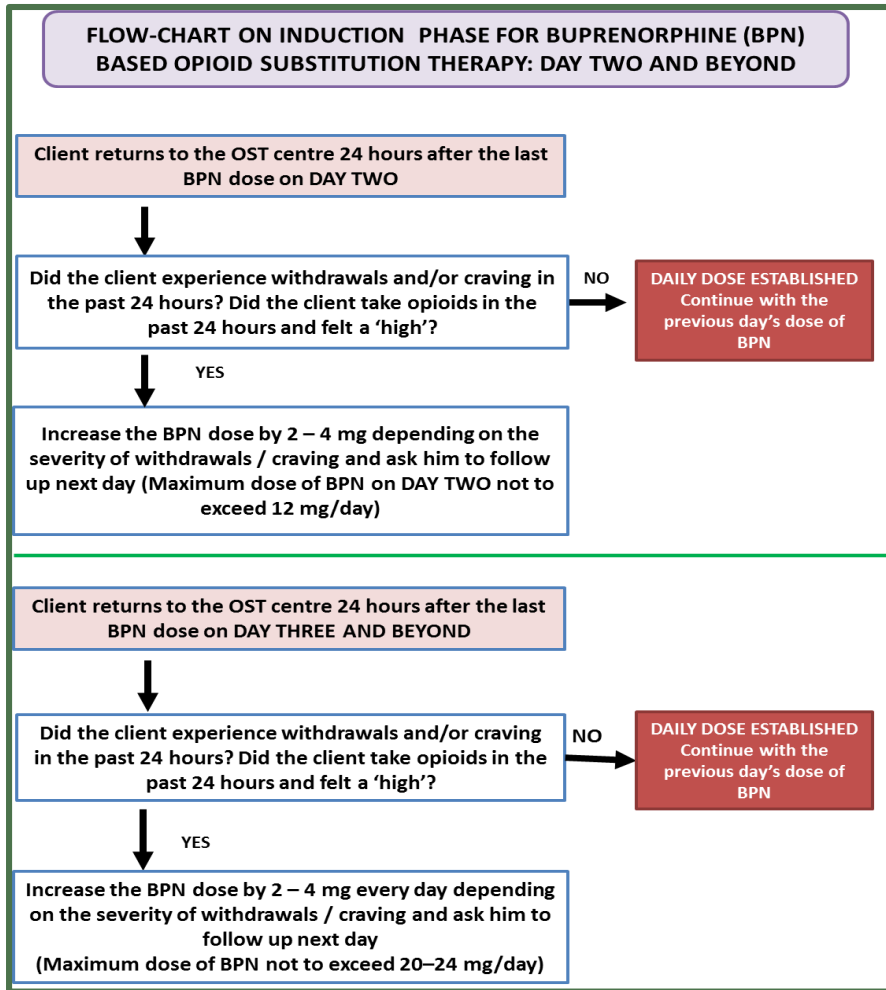 FLOW-CHART ON INDUCTION PHASE FOR BUPRENORPHINE (BPN)
BASED OPIOID SUBSTITUTION THERAPY: DAY TWO AND BEYOND
Client returns to the OST centre 24 hours after the last
BPN dose on DAY TWO
Did the client experience withdrawals and/or craving in
the past 24 hours? Did the client take opioids in the
past 24 hours and felt a ‘high’?
NO
DAILY DOSE ESTABLISHED
Continue with the
previous day’s dose of
BPN
YES
Increase the BPN dose by 2 – 4 mg depending on the
severity of withdrawals / craving and ask him to follow
up next day (Maximum dose of BPN on DAY TWO not to
exceed 12 mg/day)
Client returns to the OST centre 24 hours after the last
BPN dose on DAY THREE AND BEYOND
Did the client experience withdrawals and/or craving
in the past 24 hours? Did the client take opioids in the
past 24 hours and felt a ‘high’?
NO
DAILY DOSE ESTABLISHED
Continue with the
previous day’s dose of
BPN
YES
Increase the BPN dose by 2 – 4 mg every day depending
on the severity of withdrawals / craving and ask him to
follow up next day
(Maximum dose of BPN not to exceed 20–24 mg/day)